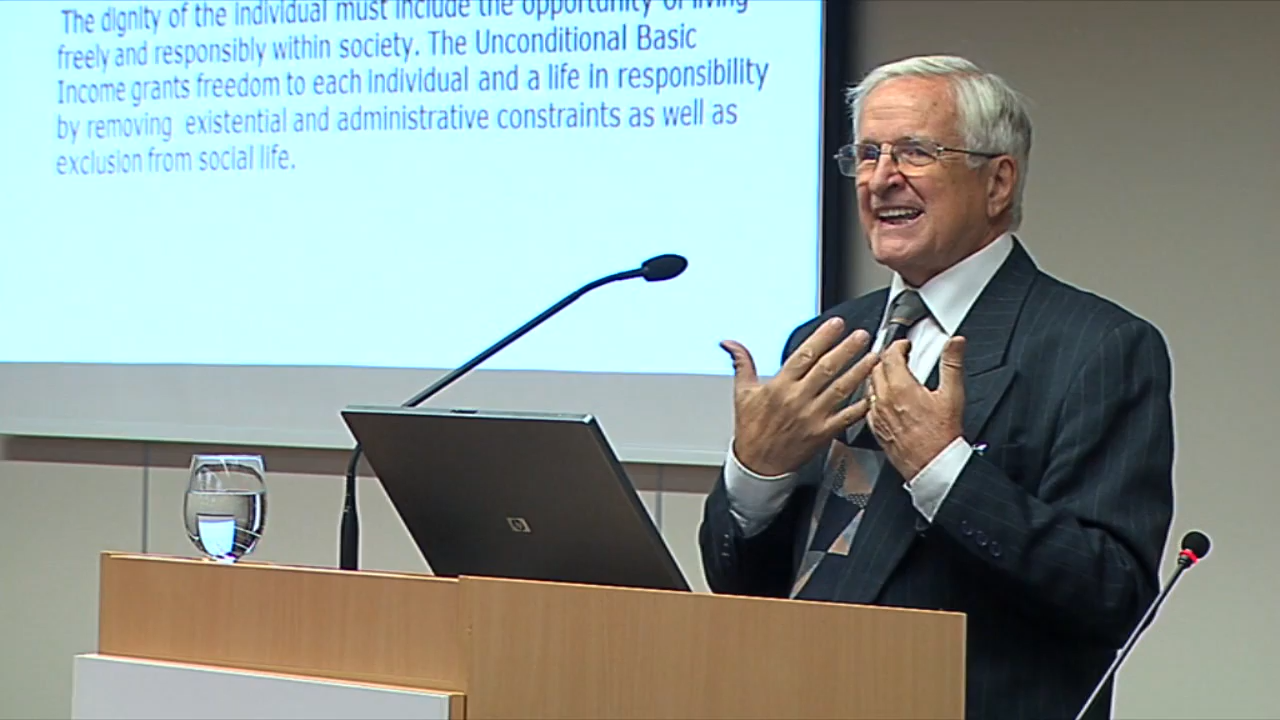 The dignity of the individual must include the opportunity of living
freely and responsibly within society. The Unconditional Basic
Income grants freedom to each individual and a life in responsibility
by removing existential and administrative constraints as well as
exclusion from social life.
hp